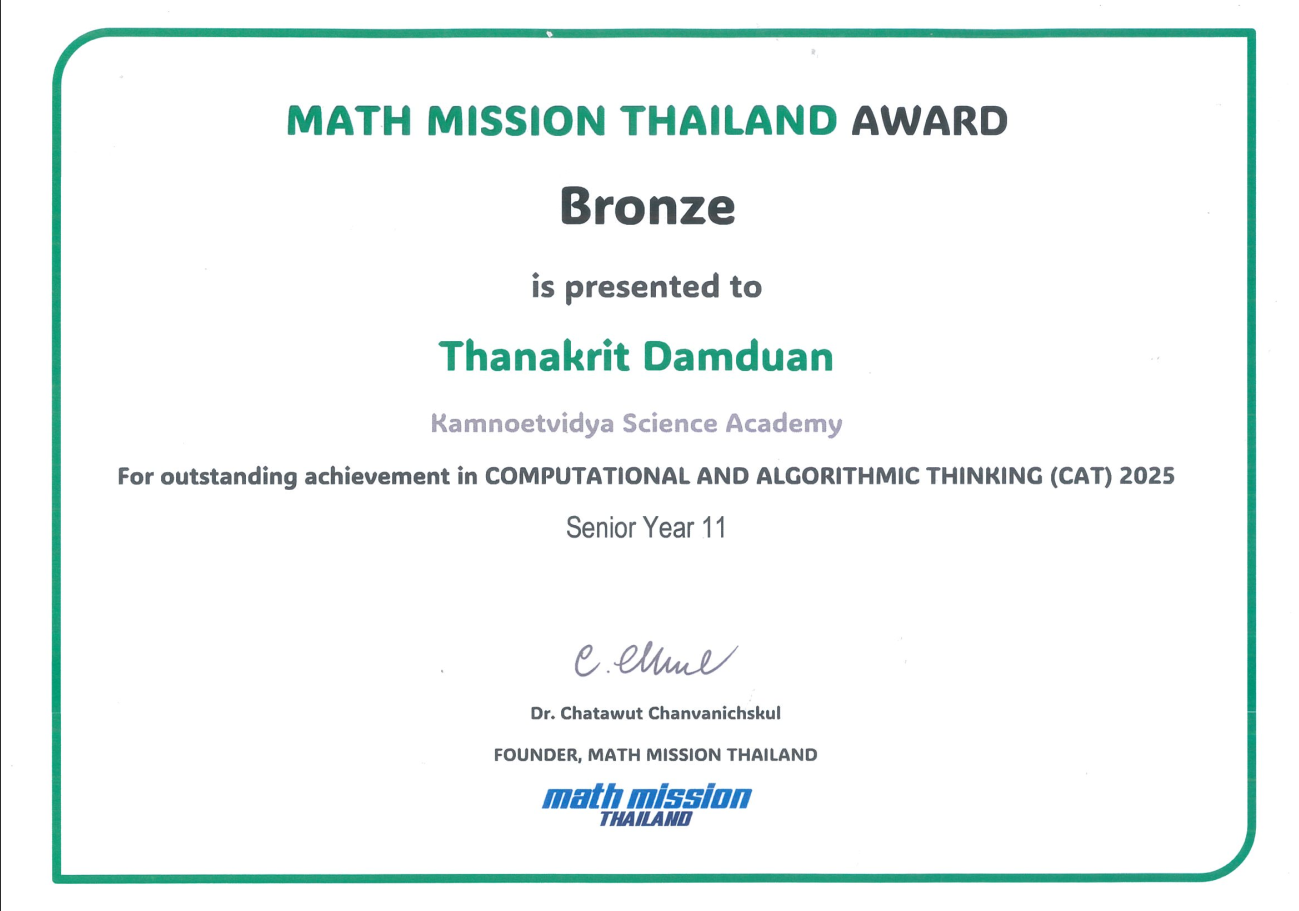 MATH MISSION THAILAND AWARD
Bronze
is presented to
Thanakrit Damduan
Kamnoetvidya Science Academy
For outstanding achievement in COMPUTATIONAL AND ALGORITHMIC THINKING (CAT) 2025
Senior Year 11
Dr. Chatawut Chanvanichskul
FOUNDER, MATH MISSION THAILAND
math mission
THAILAND